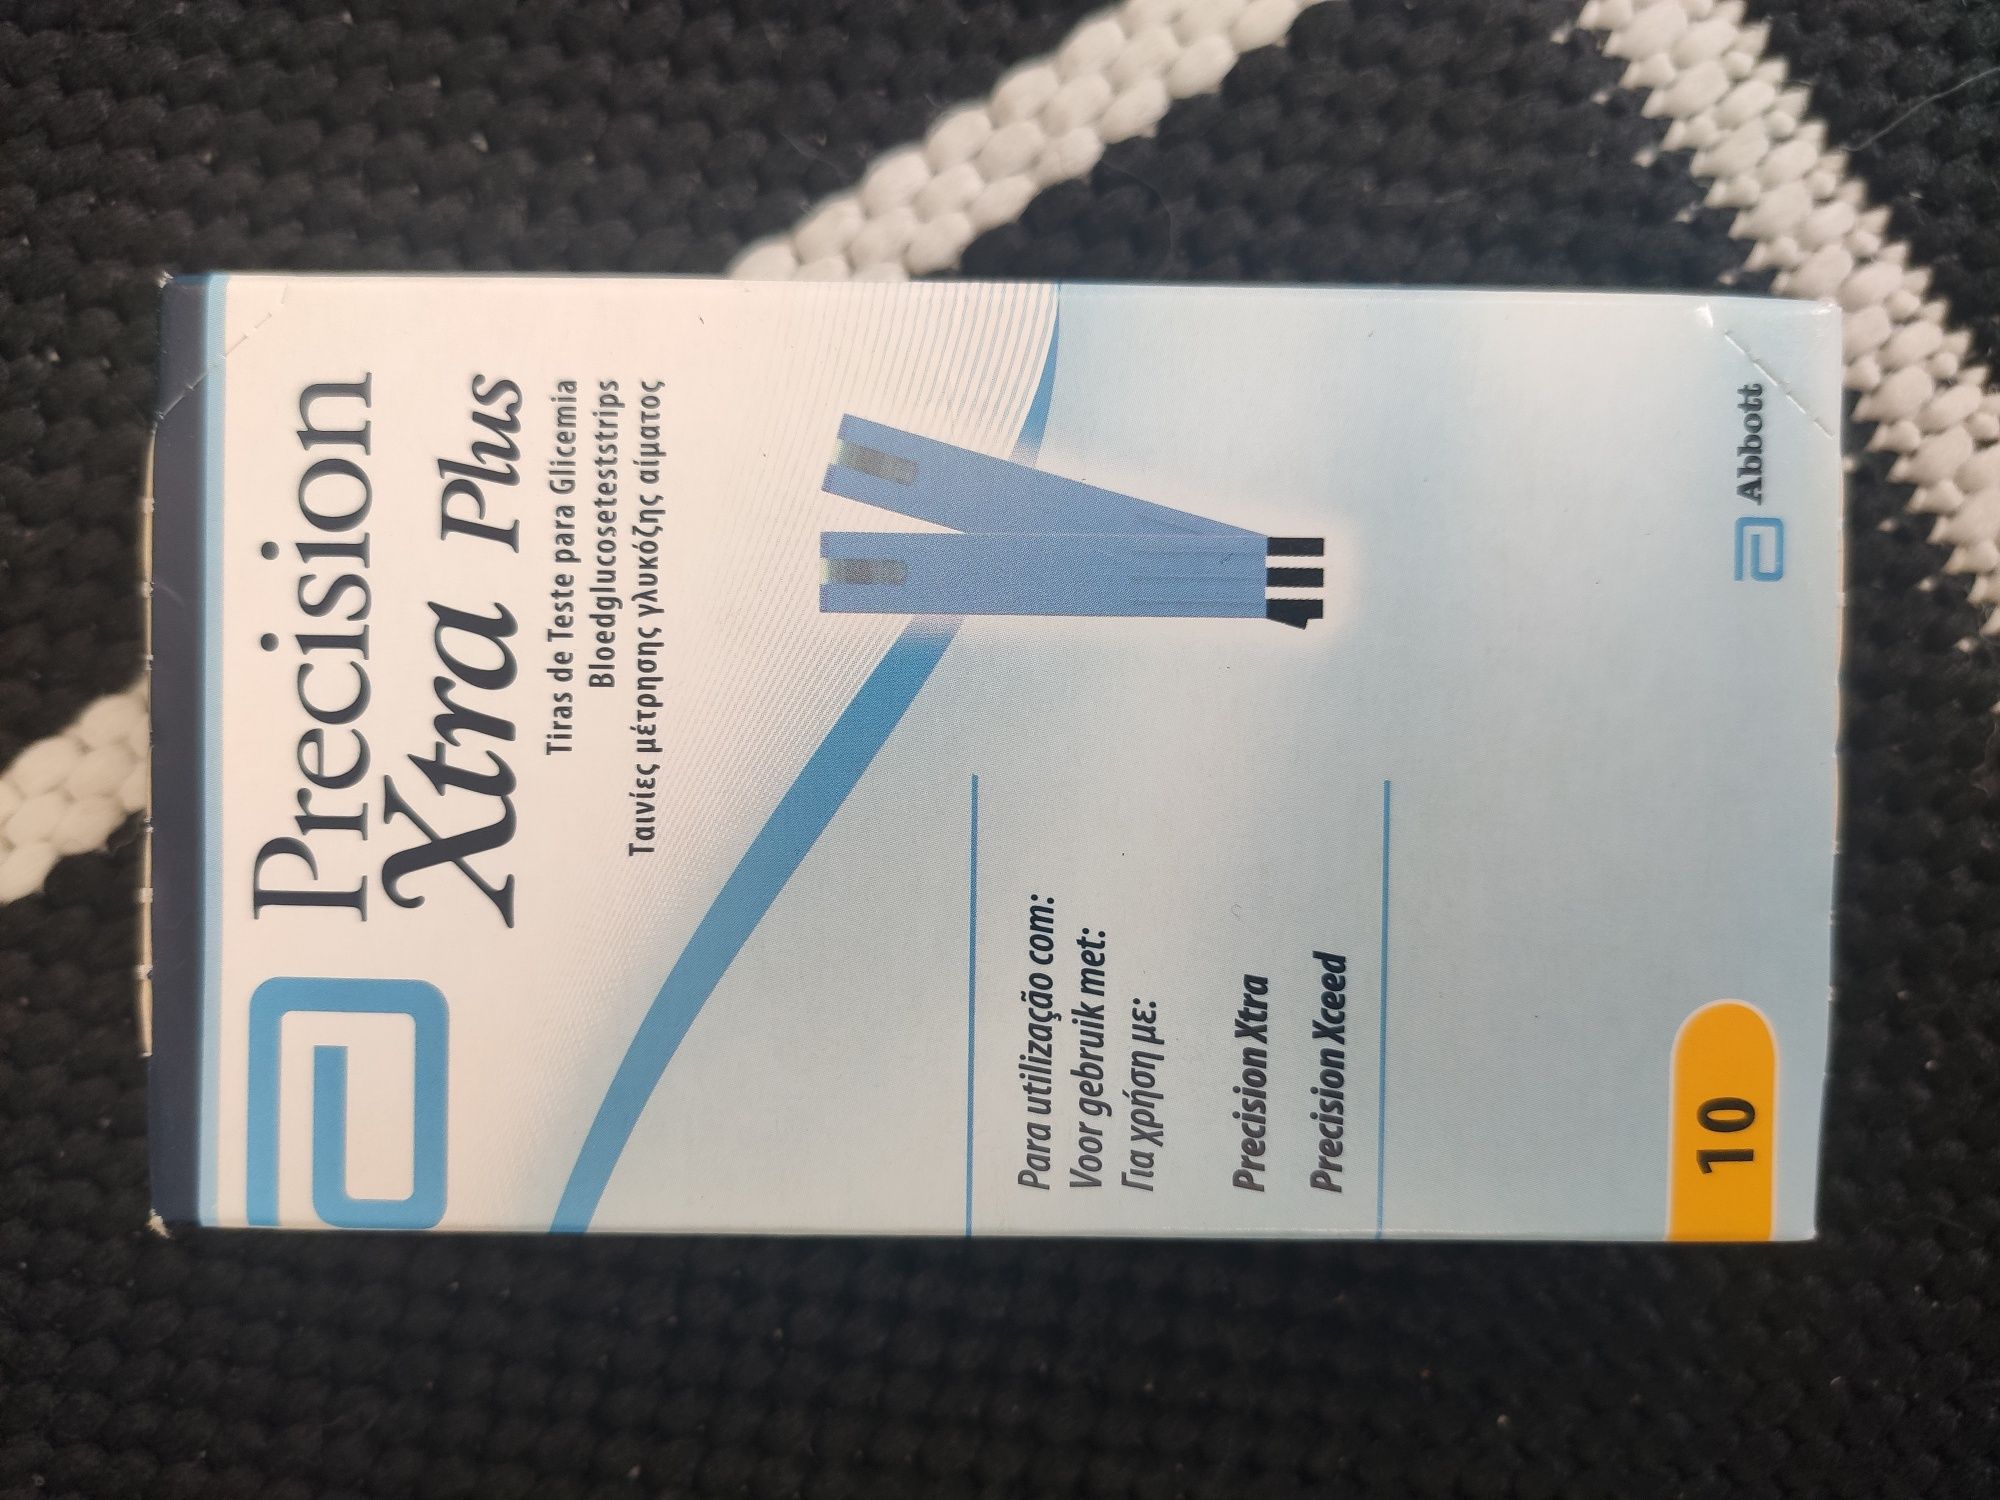 Precision
Xtra Plus
Tiras de Teste para Glicemia
Bloedglucoseteststrips
Ταινίες μέτρησης γλυκόζης αίματος
Para utilização com:
Voor gebruik met:
Για χρήση με:
Precision Xtra
Precision Xceed
10
Abbott